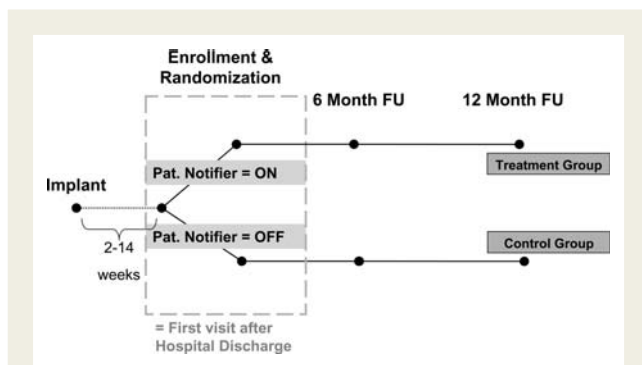 Enrollment &
Randomization
6 Month FU
12 Month FU
Pat. Notifier = ON
Treatment Group
Implant
Pat. Notifier = OFF
Control Group
2-14
weeks
= First visit after
Hospital Discharge